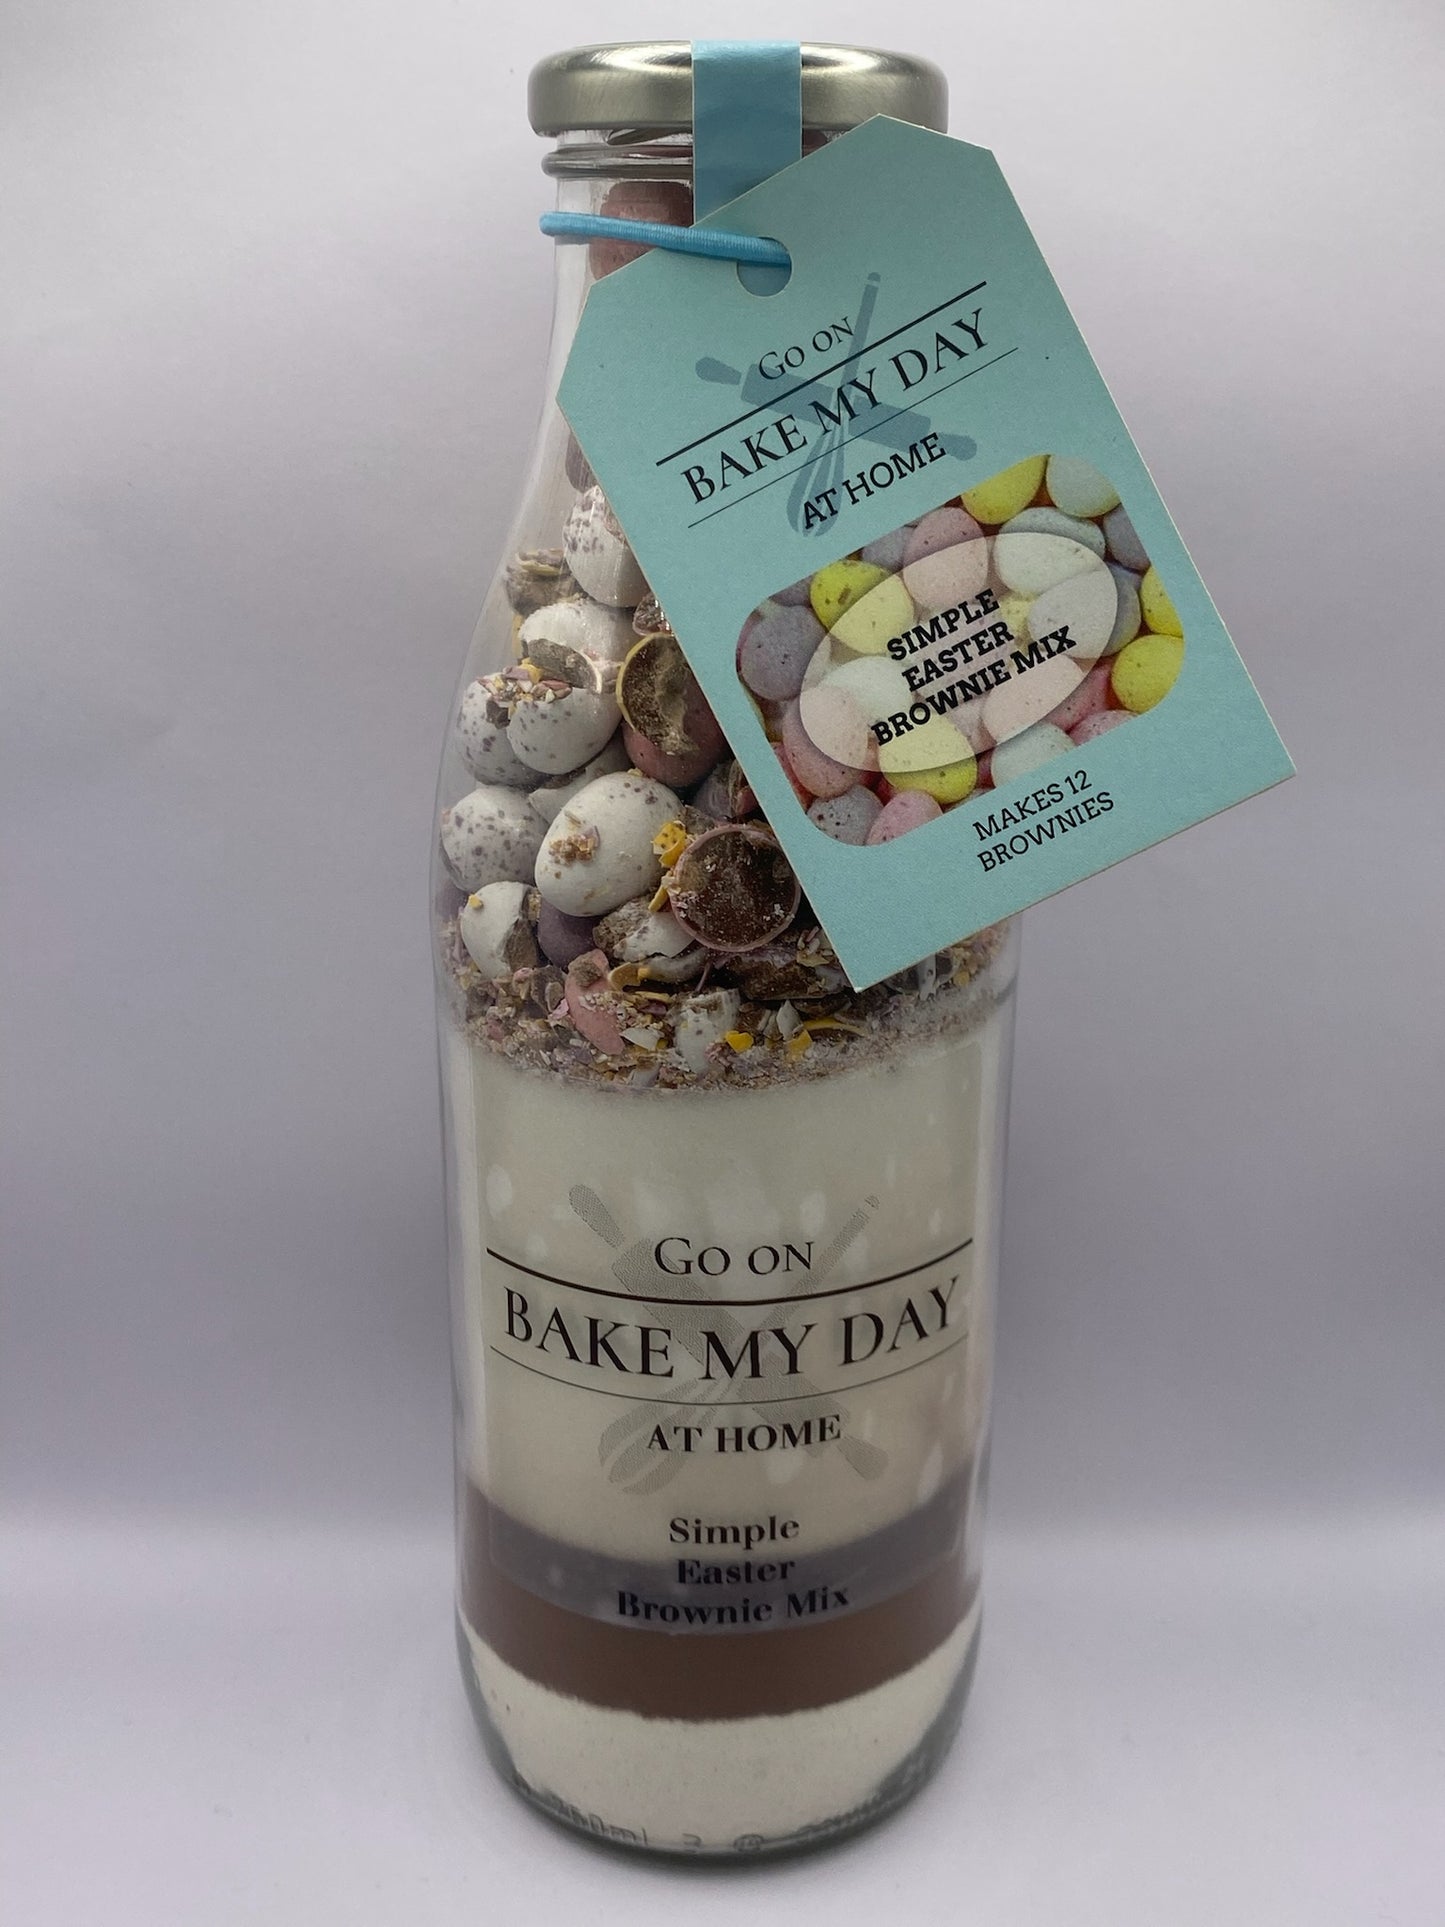 Go on
BAKE MY DAY
AT HOME
SIMPLE
EASTER
BROWNIE MIX
MAKES 12
BROWNIES
Go on
BAKE MY DAY
AT HOME
Simple
Easter
Brownie Mix